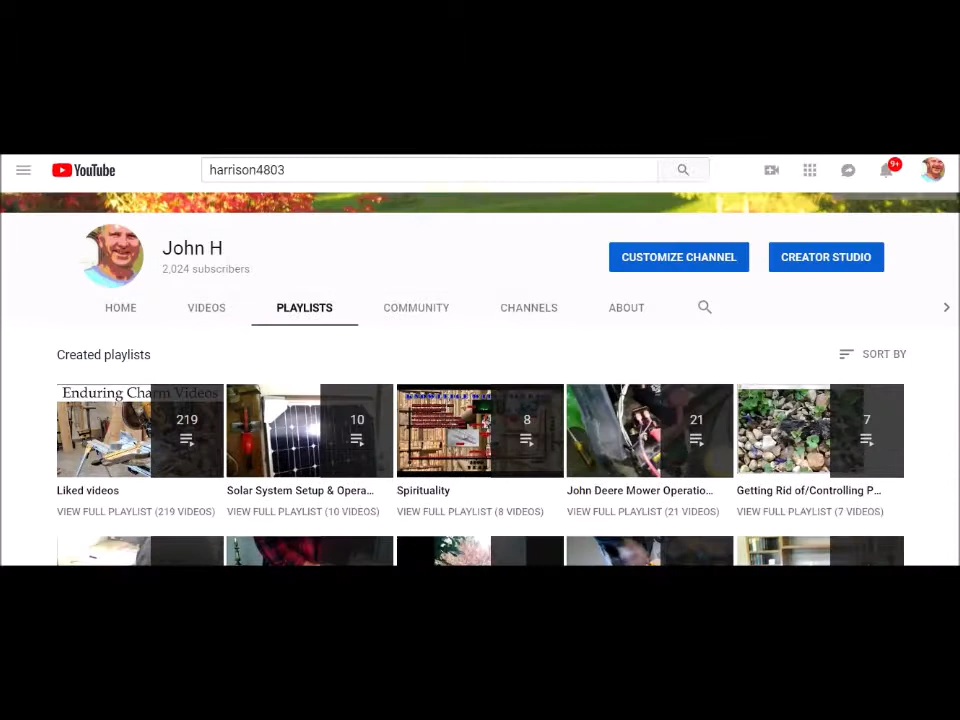 YouTube
harrison4803
9+
John H
2,024 subscribers
CUSTOMIZE CHANNEL
CREATOR STUDIO
HOME
VIDEOS
PLAYLISTS
COMMUNITY
CHANNELS
ABOUT
Created playlists
SORT BY
Enduring Charm Videos
219
10
8
21
7
Liked videos
Solar System Setup & Opera...
Spirituality
John Deere Mower Operatio...
Getting Rid of/Controlling P...
VIEW FULL PLAYLIST (219 VIDEOS)
VIEW FULL PLAYLIST (10 VIDEOS)
VIEW FULL PLAYLIST (8 VIDEOS)
VIEW FULL PLAYLIST (21 VIDEOS)
VIEW FULL PLAYLIST (7 VIDEOS)